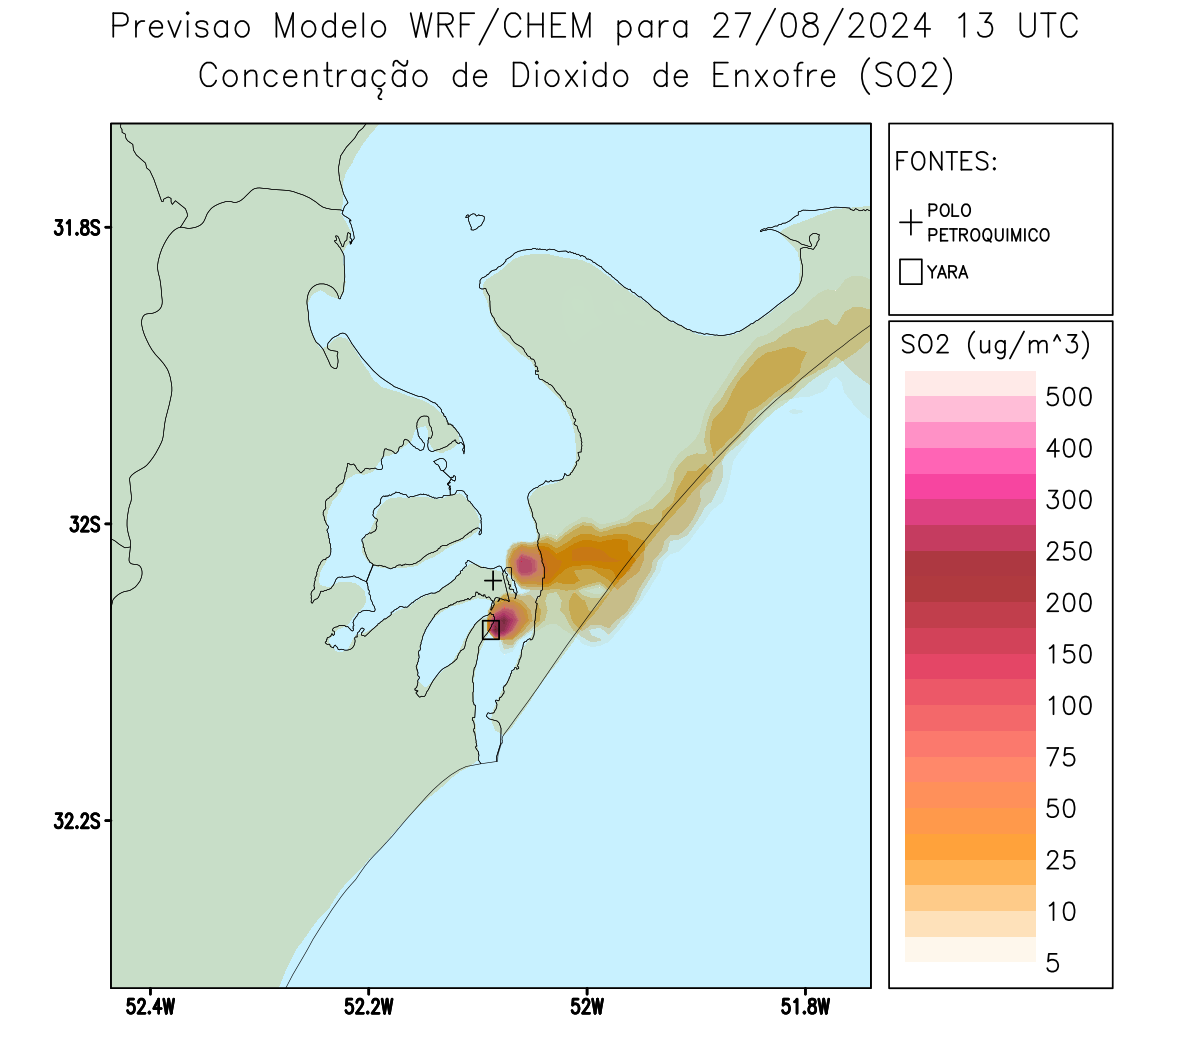 Previsao Modelo WRF/CHEM para 27/08/2024 13 UTC
Concentração de Dioxido de Enxofre (SO2)
FONTES:
POLO
PETROQUIMICO
YARA
SO2 (ug/m^3)
500
400
300
250
200
150
100
75
50
25
10
5
31.8S
32S
32.2S
52.4W
52.2W
52W
51.8W